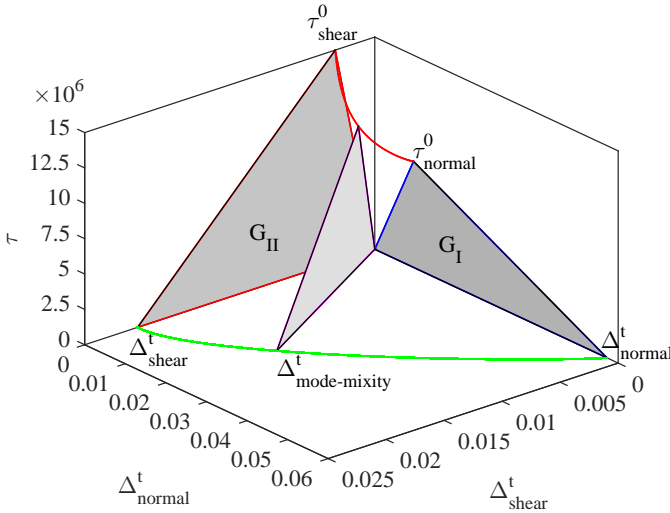 τ⁰shear
×10⁶
15
12.5
10
7.5
5
2.5
0
τ
τ⁰normal
G_II
G_I
Δᵗshear
Δᵗmode-mixity
Δᵗnormal
0
0.01
0.02
0.03
0.04
0.05
0.06
Δᵗnormal
0.025
0.02
0.015
0.01
0.005
0
Δᵗshear